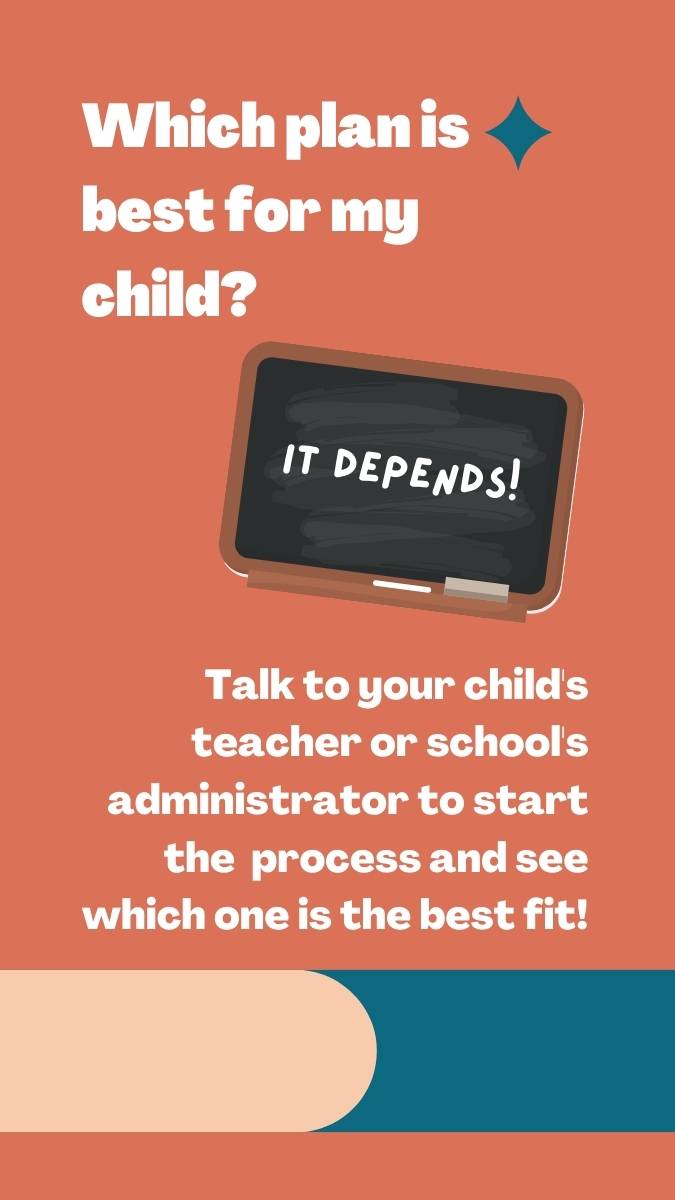 Which plan is
best for my
child?
IT DEPENDS!
Talk to your child's
teacher or school's
administrator to start
the process and see
which one is the best fit!